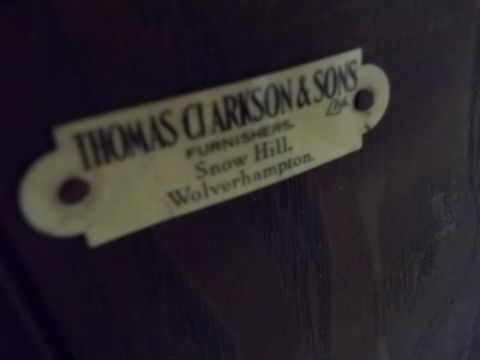 THOMAS CLARKSON & SONS
Ltd.
FURNISHERS.
Snow Hill,
Wolverhampton.